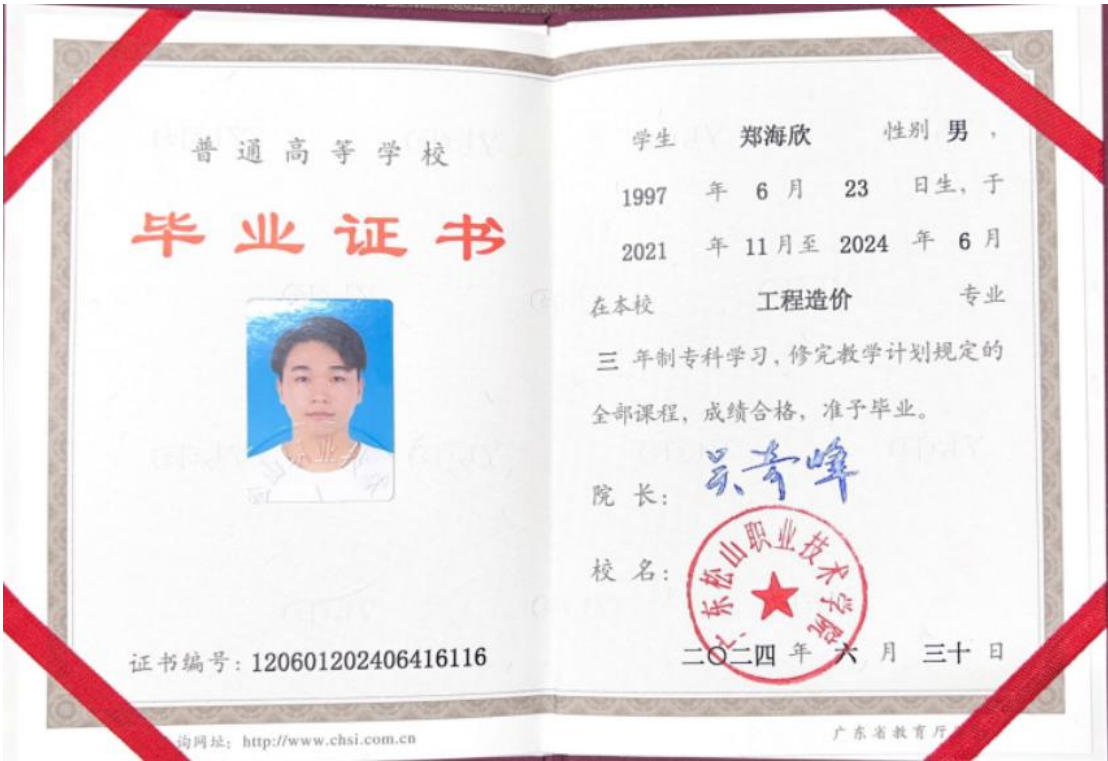 普通高等学校
毕业证书
证书编号：120601202406416116
询网址：http://www.chsi.com.cn
学生 郑海欣 性别 男，
1997 年 6 月 23 日生，于
2021 年 11 月至 2024 年 6 月
在本校 工程造价 专业
三 年制专科学习，修完教学计划规定的
全部课程，成绩合格，准予毕业。
院 长： 吴奇峰
校 名：
广东松山职业技术学院
二〇二四 年 六 月 三十 日
广东省教育厅